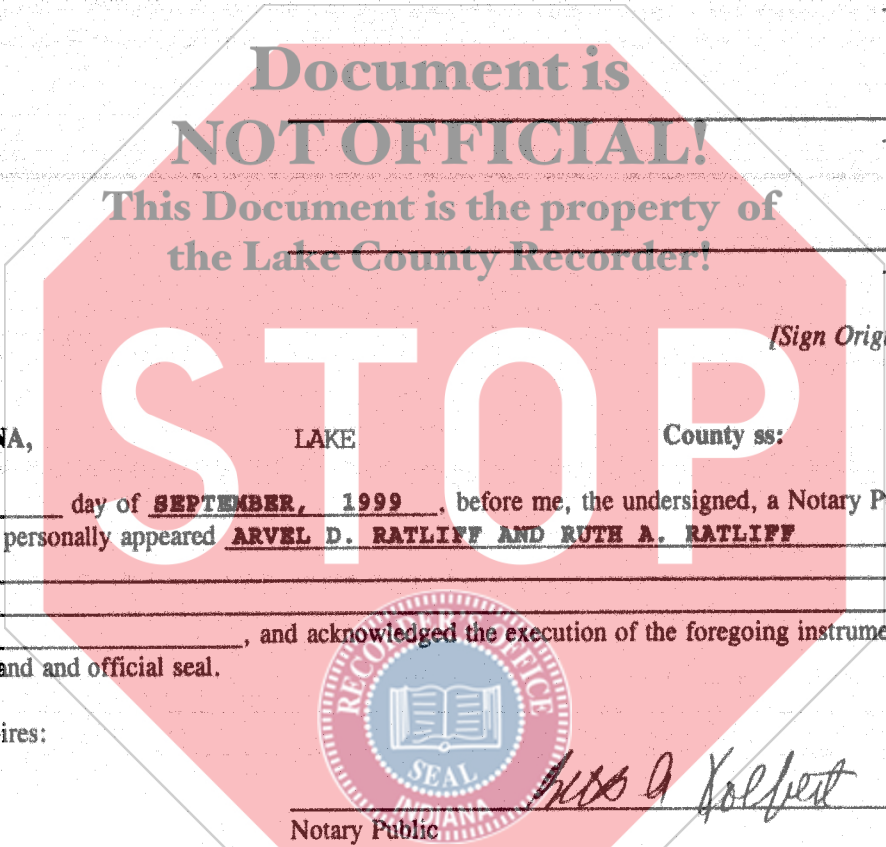 Document is
NOT OFFICIAL!
This Document is the property of
the Lake County Recorder!
[Sign Orig
STOP
NA, LAKE County ss:
day of SEPTEMBER, 1999, before me, the undersigned, a Notary P
personally appeared ARVEL D. RATLIFF AND RUTH A. RATLIFF
, and acknowledged the execution of the foregoing instrume
and and official seal.
RECORDER'S OFFICE
ires:
SEAL
INDIANA
Kolbert
Notary Public